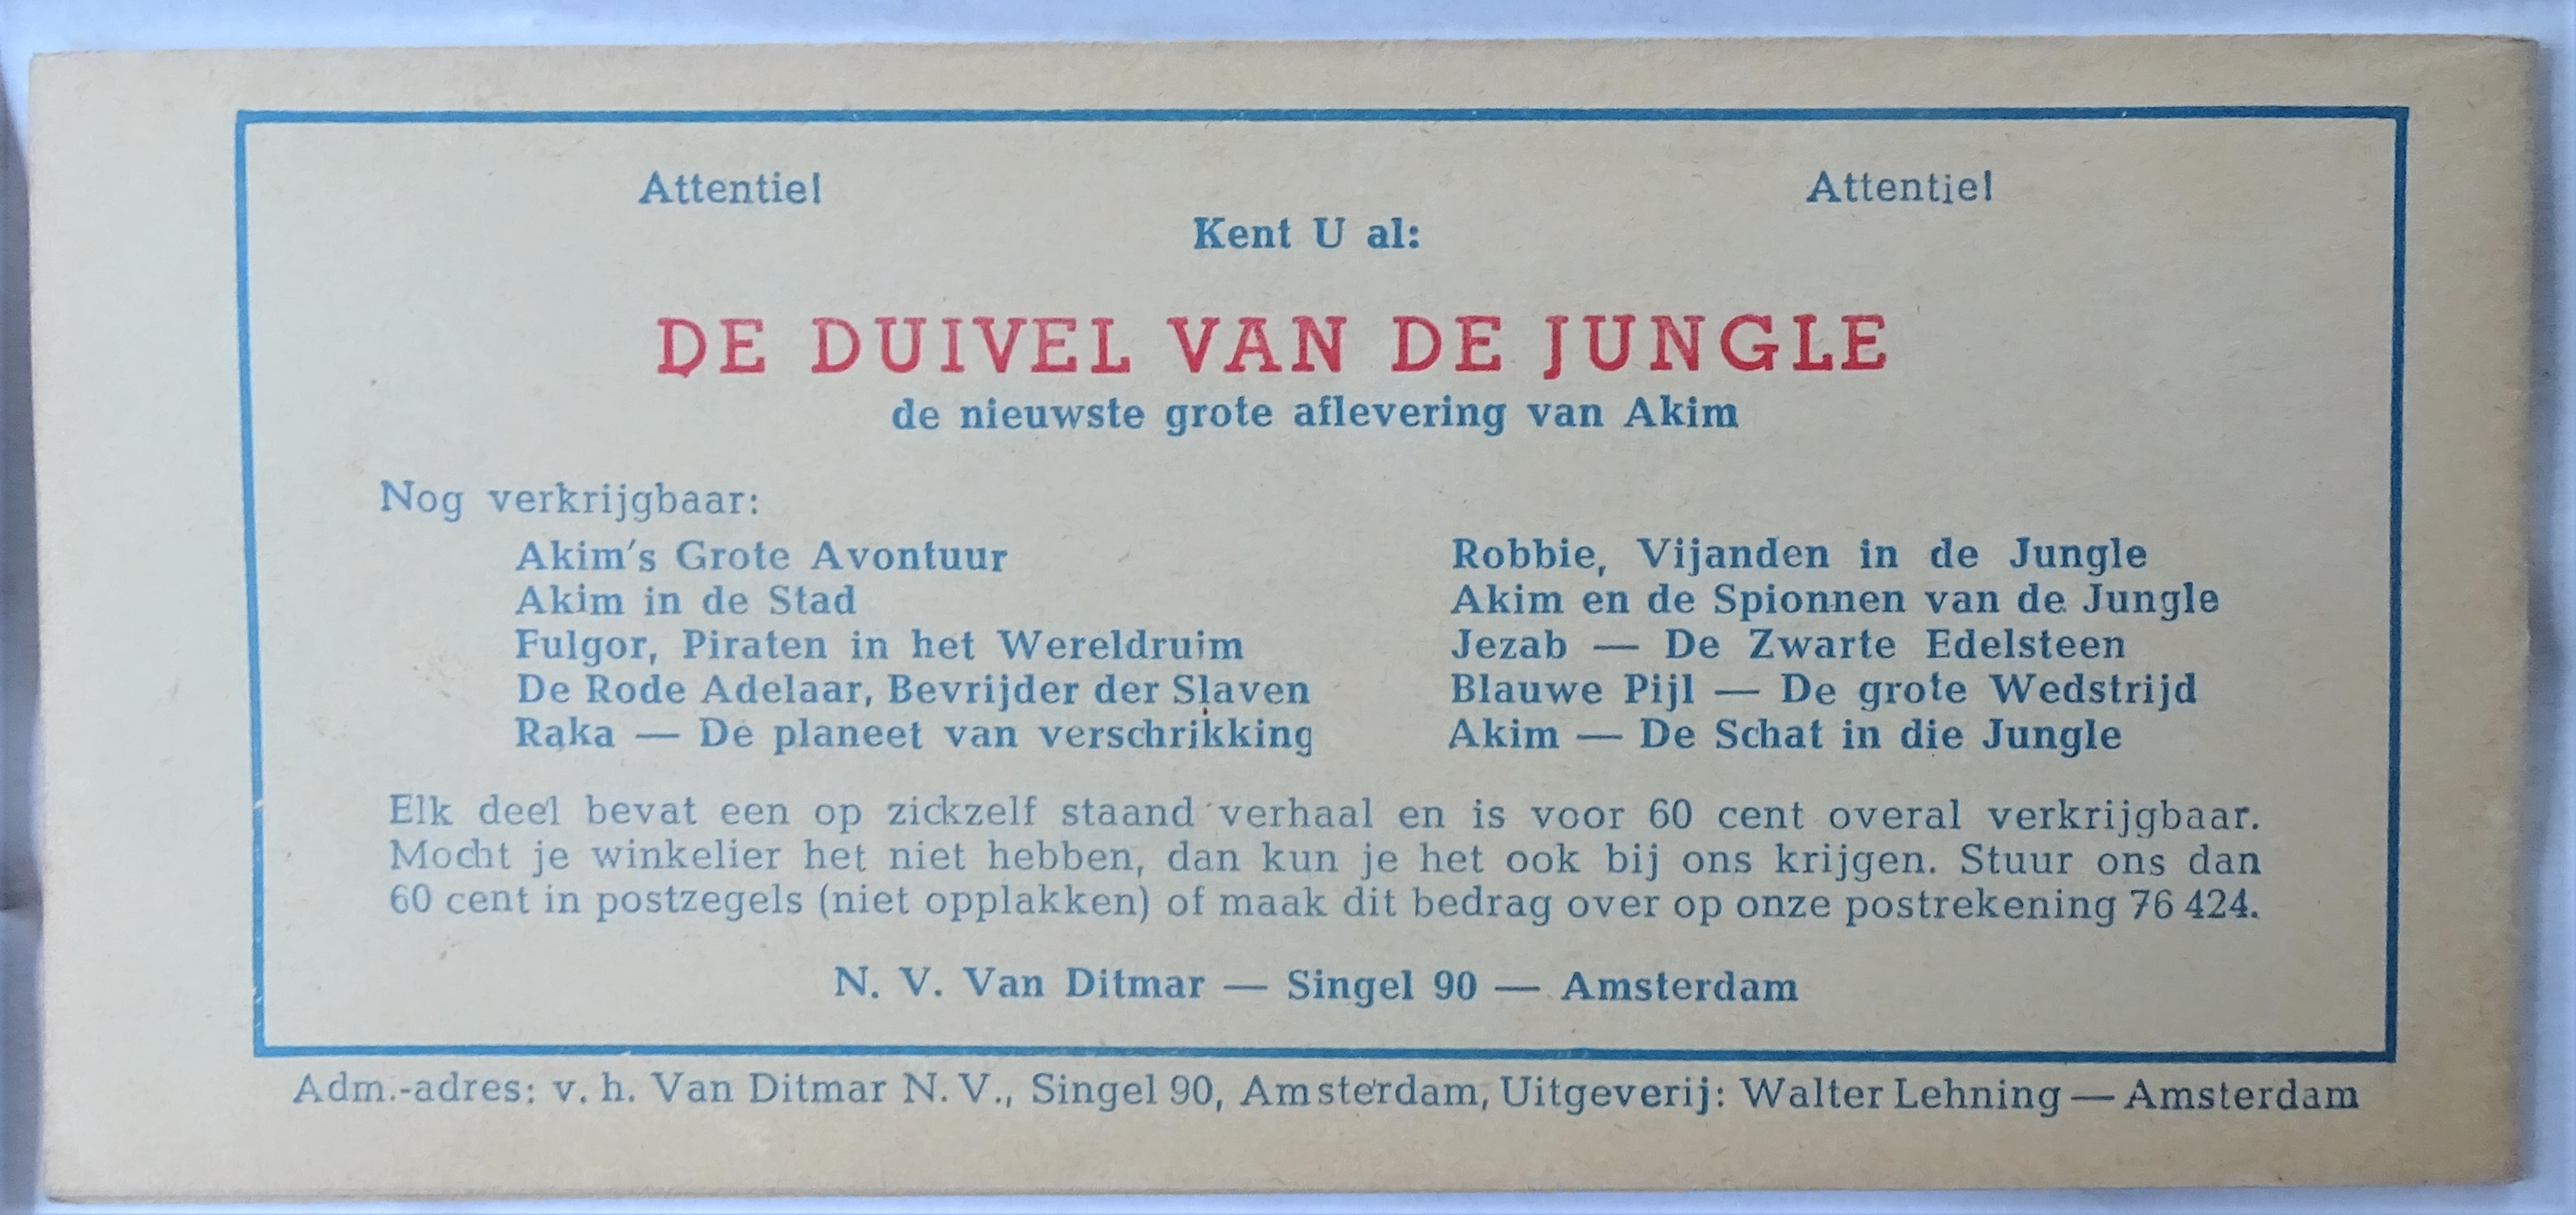 Attentie! Attentie!
Kent U al:
DE DUIVEL VAN DE JUNGLE
de nieuwste grote aflevering van Akim
Nog verkrijgbaar:
Akim's Grote Avontuur
Akim in de Stad
Fulgor, Piraten in het Wereldruim
De Rode Adelaar, Bevrijder der Slaven
Raka — De planeet van verschrikking
Robbie, Vijanden in de Jungle
Akim en de Spionnen van de Jungle
Jezab — De Zwarte Edelsteen
Blauwe Pijl — De grote Wedstrijd
Akim — De Schat in die Jungle
Elk deel bevat een op zickzelf staand verhaal en is voor 60 cent overal verkrijgbaar.
Mocht je winkelier het niet hebben, dan kun je het ook bij ons krijgen. Stuur ons dan
60 cent in postzegels (niet opplakken) of maak dit bedrag over op onze postrekening 76 424.
N. V. Van Ditmar — Singel 90 — Amsterdam
Adm.-adres: v. h. Van Ditmar N. V., Singel 90, Amsterdam, Uitgeverij: Walter Lehning — Amsterdam